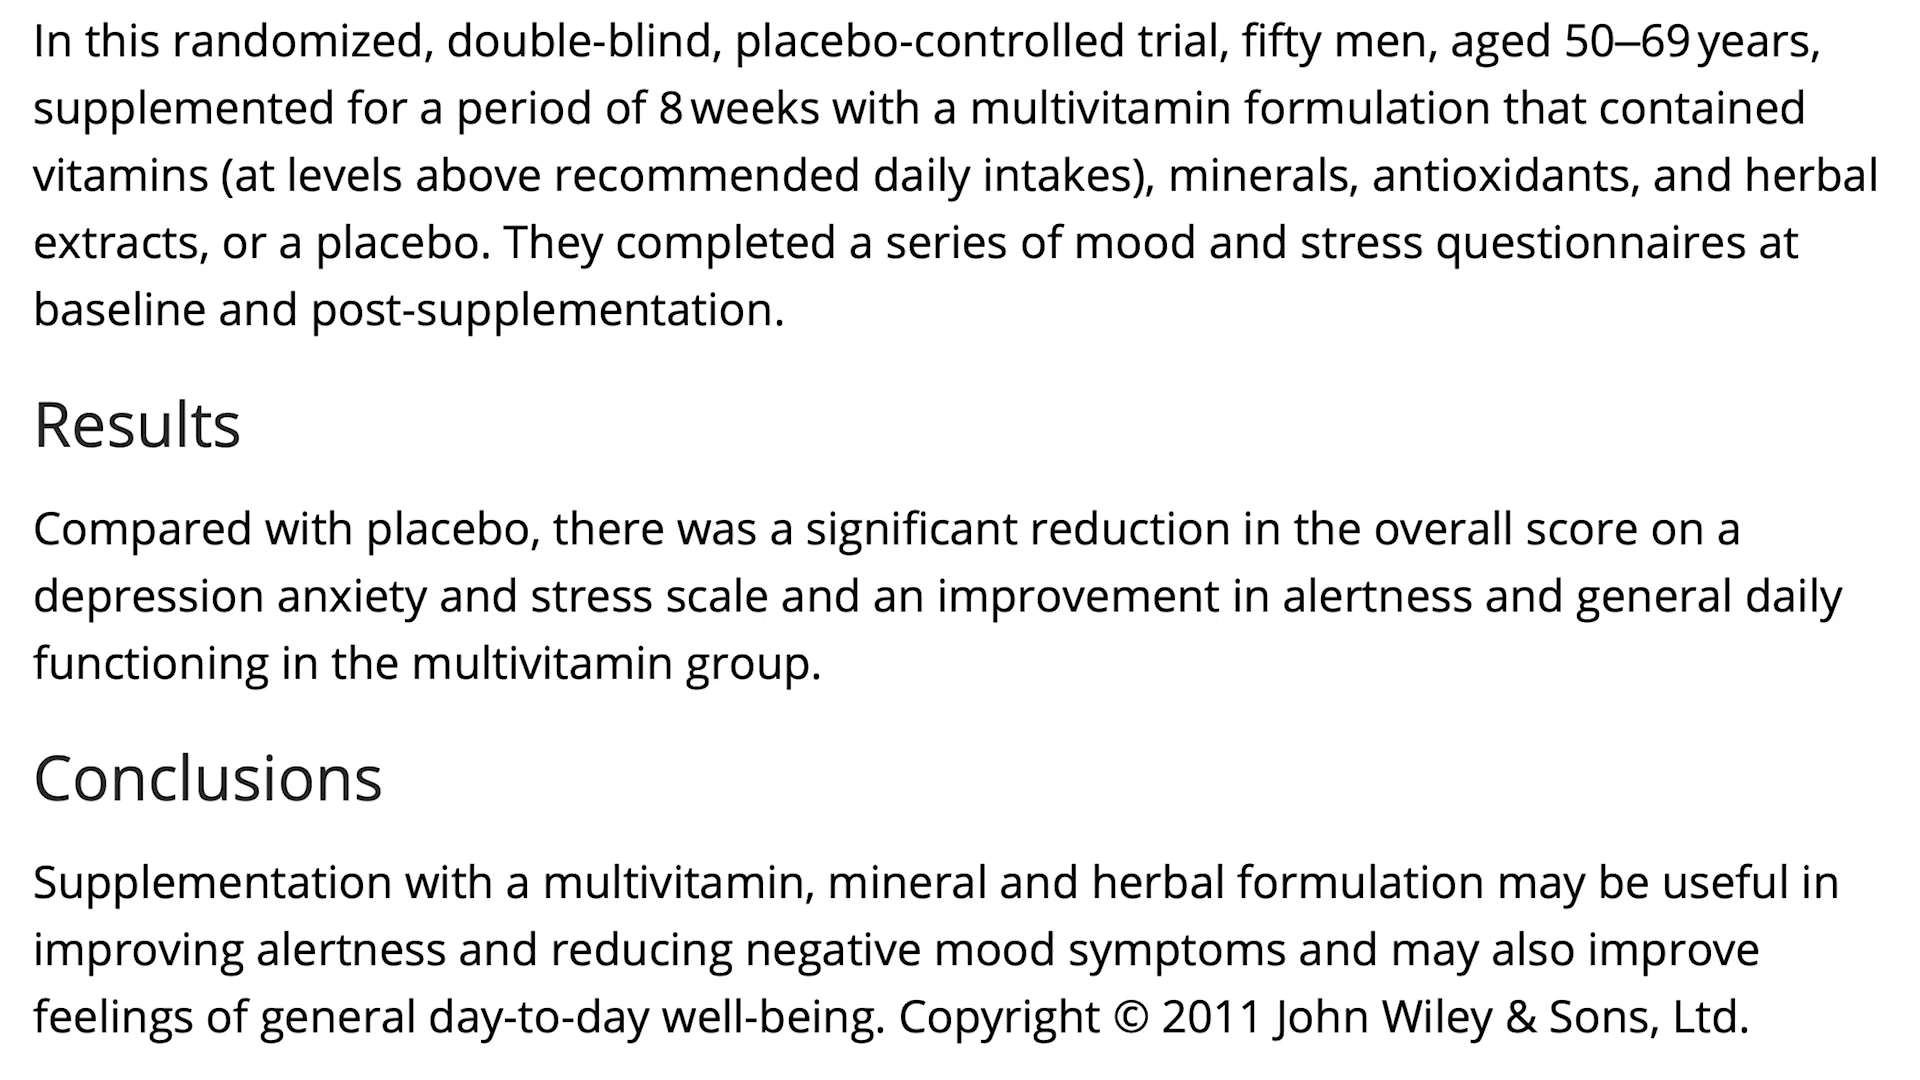 In this randomized, double-blind, placebo-controlled trial, fifty men, aged 50–69 years,
supplemented for a period of 8 weeks with a multivitamin formulation that contained
vitamins (at levels above recommended daily intakes), minerals, antioxidants, and herbal
extracts, or a placebo. They completed a series of mood and stress questionnaires at
baseline and post-supplementation.
Results
Compared with placebo, there was a significant reduction in the overall score on a
depression anxiety and stress scale and an improvement in alertness and general daily
functioning in the multivitamin group.
Conclusions
Supplementation with a multivitamin, mineral and herbal formulation may be useful in
improving alertness and reducing negative mood symptoms and may also improve
feelings of general day-to-day well-being. Copyright © 2011 John Wiley & Sons, Ltd.